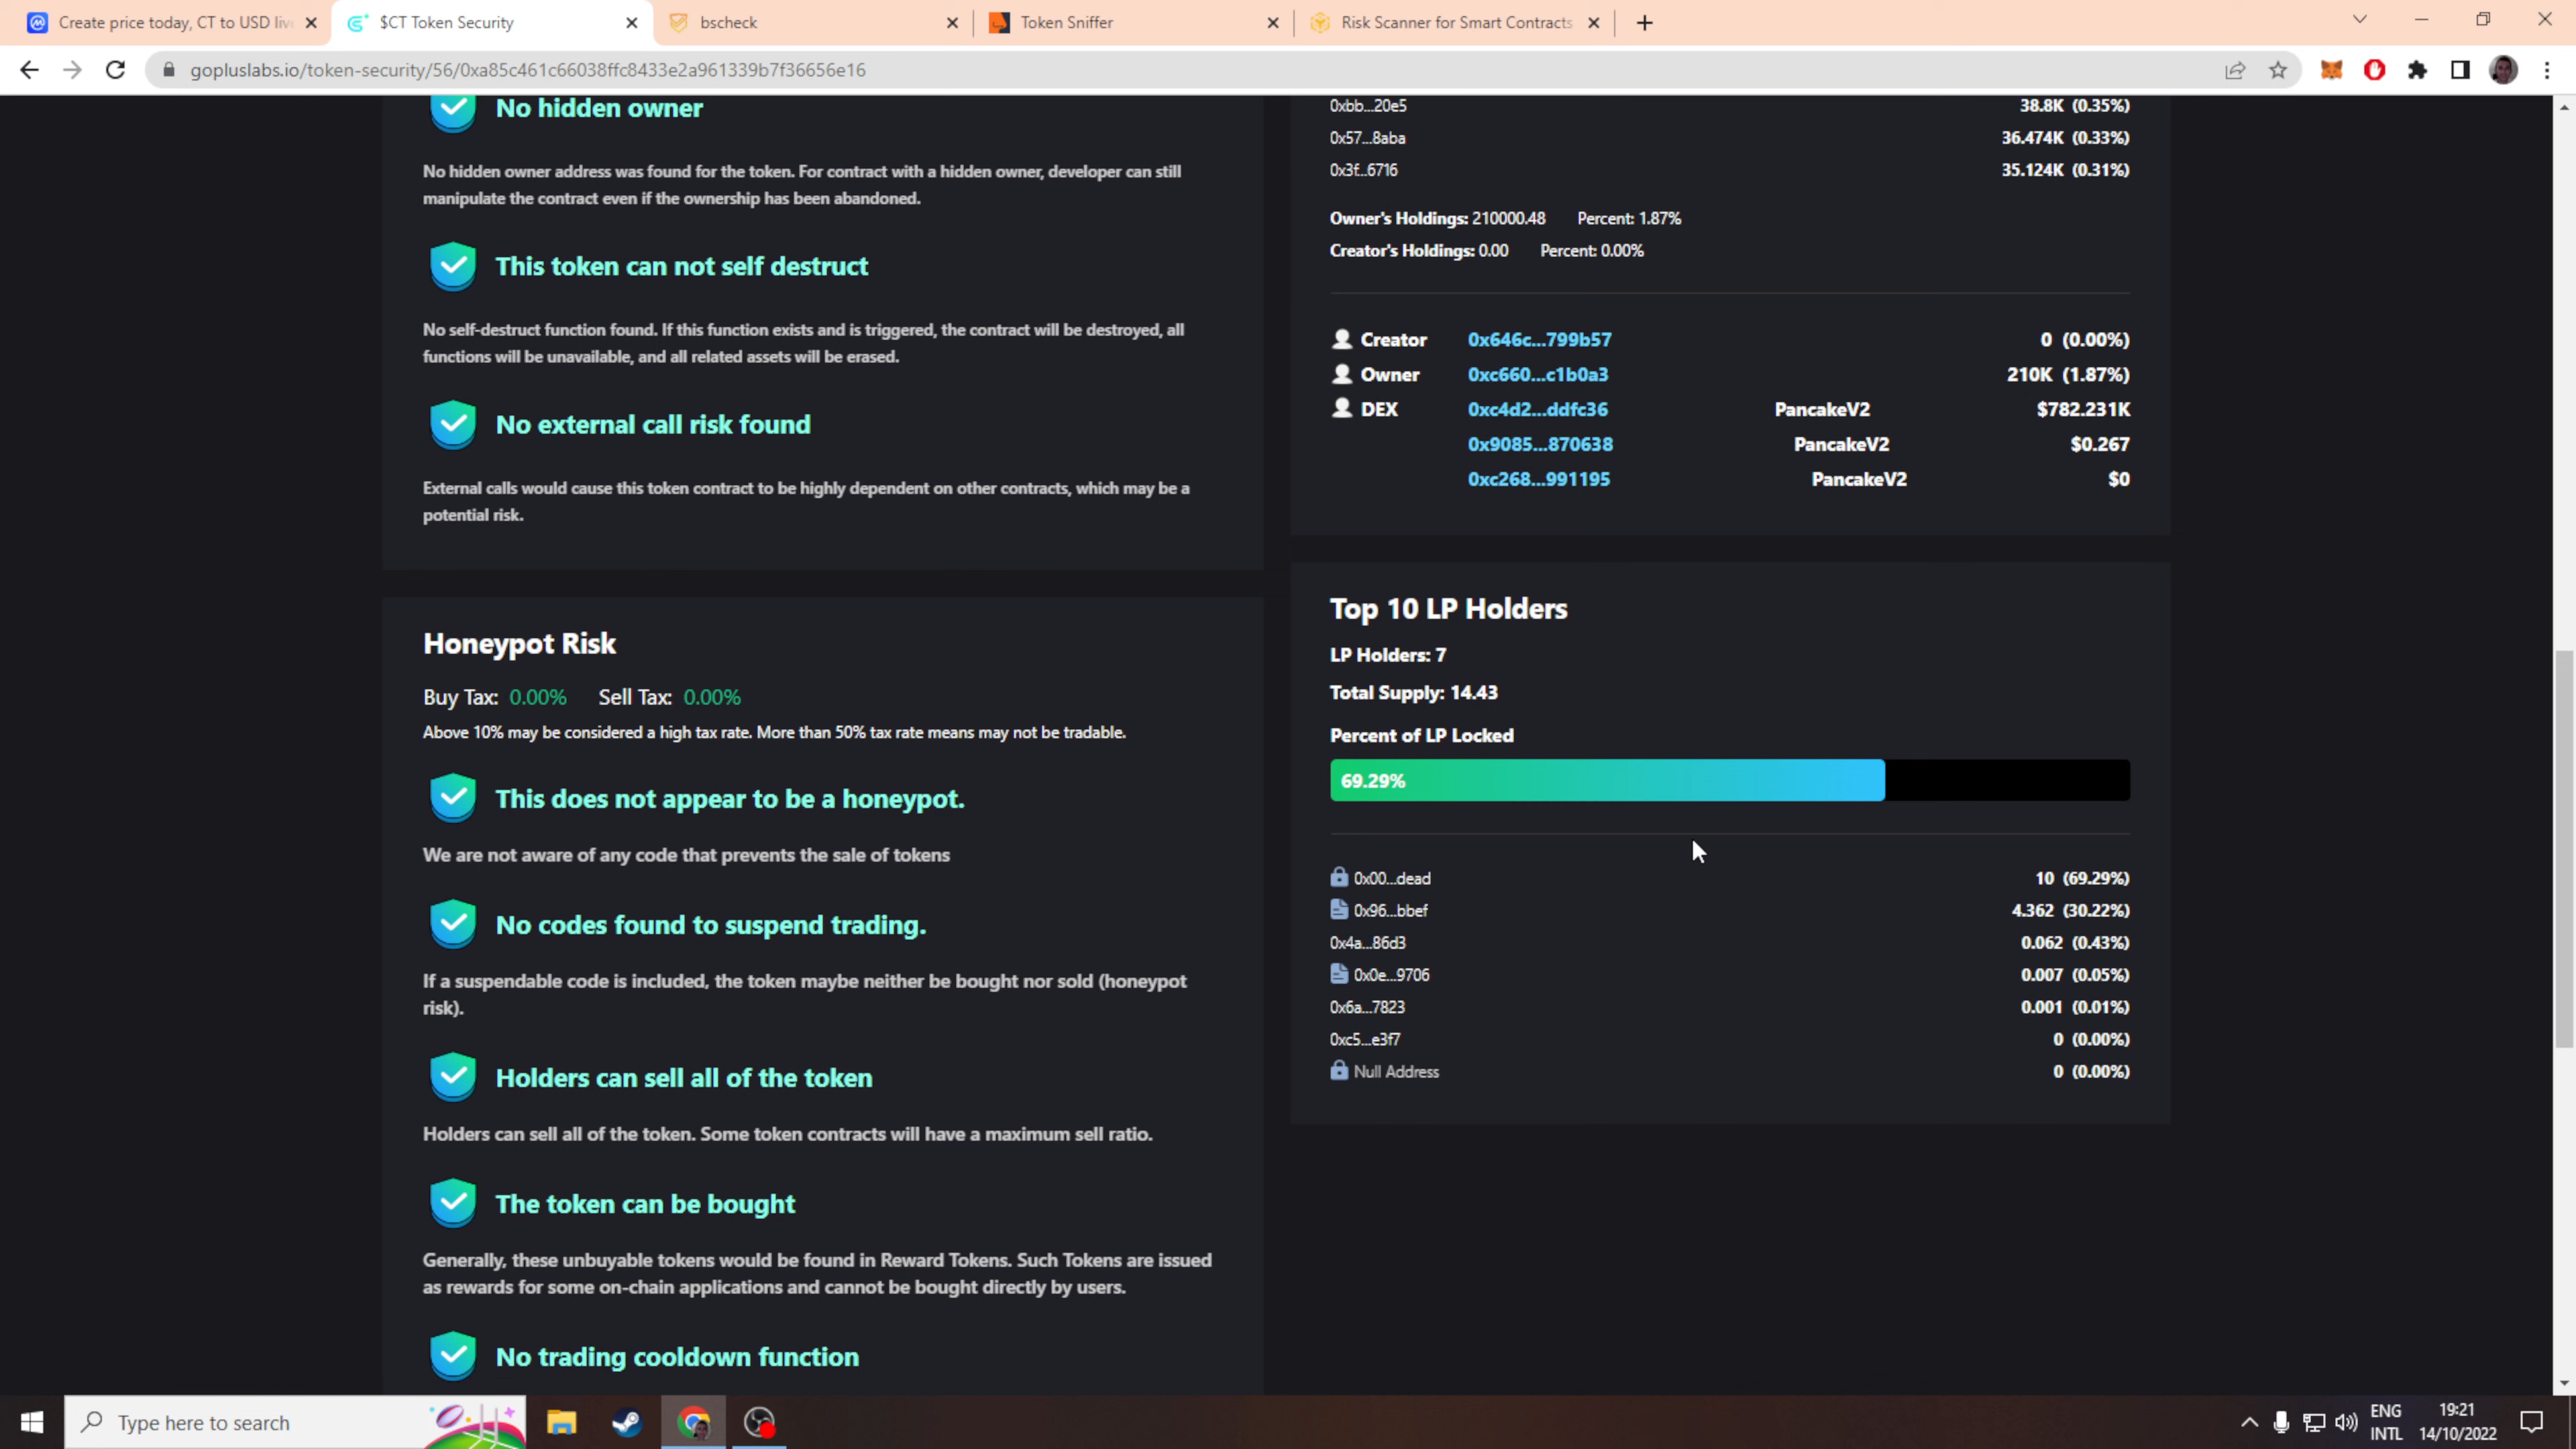 Create price today, CT to USD live
$CT Token Security
bscheck
Token Sniffer
Risk Scanner for Smart Contracts
gopluslabs.io/token-security/56/0xa85c461c66038ffc8433e2a961339b7f36656e16
No hidden owner
No hidden owner address was found for the token. For contract with a hidden owner, developer can still
manipulate the contract even if the ownership has been abandoned.
This token can not self destruct
No self-destruct function found. If this function exists and is triggered, the contract will be destroyed, all
functions will be unavailable, and all related assets will be erased.
No external call risk found
External calls would cause this token contract to be highly dependent on other contracts, which may be a
potential risk.
Honeypot Risk
Buy Tax: 0.00% Sell Tax: 0.00%
Above 10% may be considered a high tax rate. More than 50% tax rate means may not be tradable.
This does not appear to be a honeypot.
We are not aware of any code that prevents the sale of tokens
No codes found to suspend trading.
If a suspendable code is included, the token maybe neither be bought nor sold (honeypot
risk).
Holders can sell all of the token
Holders can sell all of the token. Some token contracts will have a maximum sell ratio.
The token can be bought
Generally, these unbuyable tokens would be found in Reward Tokens. Such Tokens are issued
as rewards for some on-chain applications and cannot be bought directly by users.
No trading cooldown function
0xbb...20e5 38.8K (0.35%)
0x57...8aba 36.474K (0.33%)
0x3f...6716 35.124K (0.31%)
Owner's Holdings: 210000.48 Percent: 1.87%
Creator's Holdings: 0.00 Percent: 0.00%
Creator 0x646c...799b57 0 (0.00%)
Owner 0xc660...c1b0a3 210K (1.87%)
DEX 0xc4d2...ddfc36 PancakeV2 $782.231K
0x9085...870638 PancakeV2 $0.267
0xc268...991195 PancakeV2 $0
Top 10 LP Holders
LP Holders: 7
Total Supply: 14.43
Percent of LP Locked
69.29%
0x00...dead 10 (69.29%)
0x96...bbef 4.362 (30.22%)
0x4a...86d3 0.062 (0.43%)
0x0e...9706 0.007 (0.05%)
0x6a...7823 0.001 (0.01%)
0xc5...e3f7 0 (0.00%)
Null Address 0 (0.00%)
Type here to search
ENG
INTL
19:21
14/10/2022